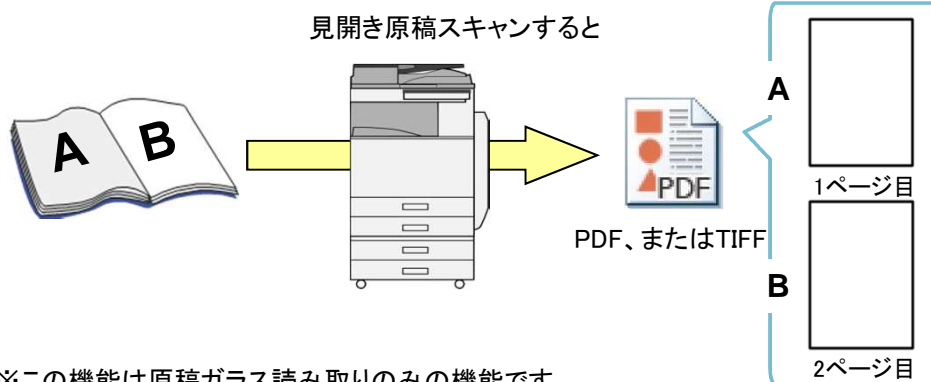 見開き原稿スキャンすると
A B
PDF
PDF、またはTIFF
A
1ページ目
B
2ページ目
※この機能は原稿ガラス読み取りのみの機能です